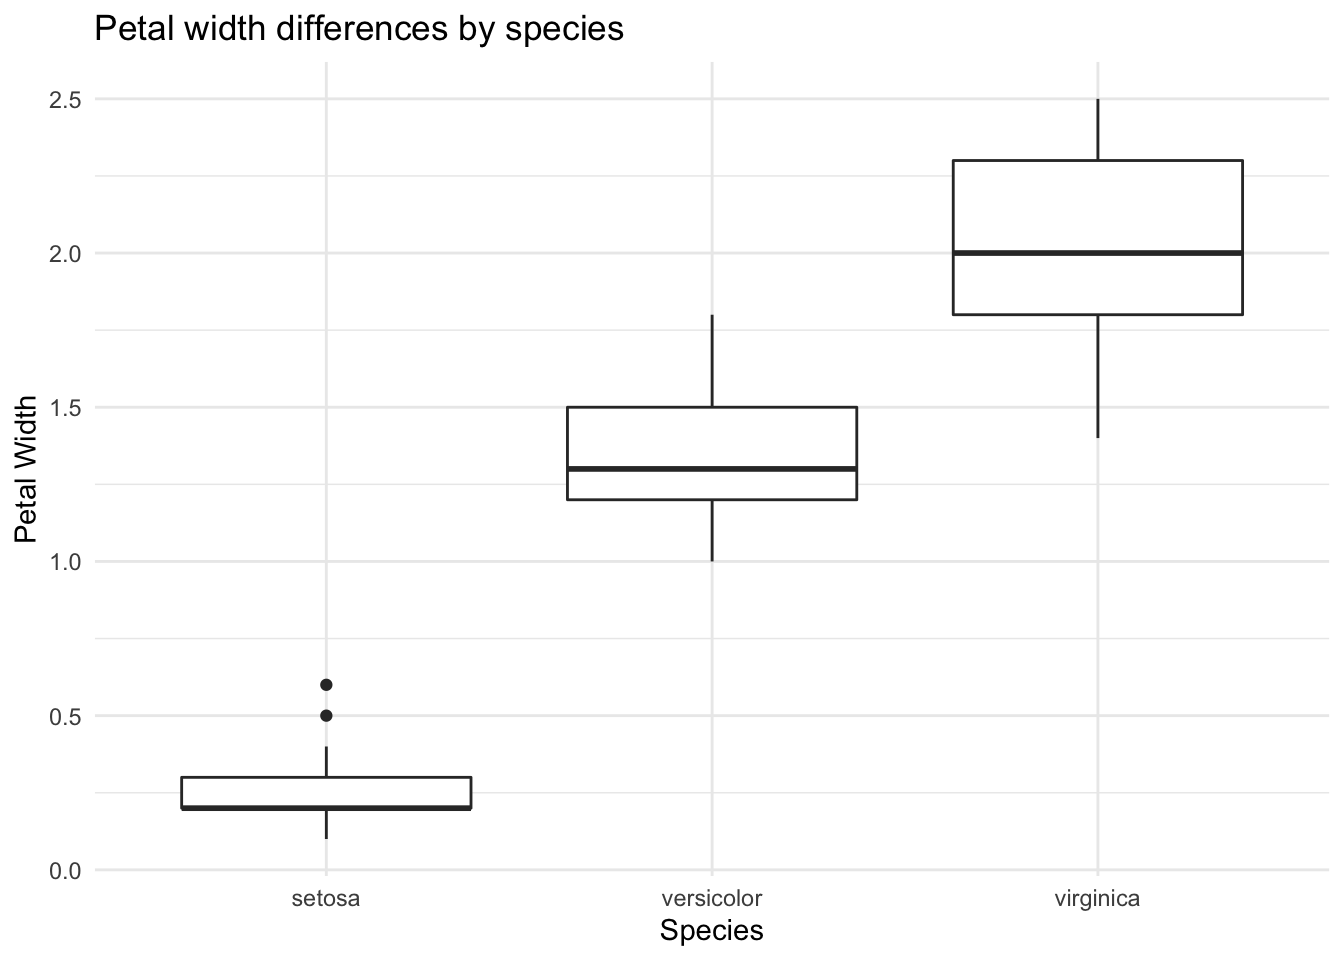 Petal width differences by species
2.5
2.0
1.5
1.0
0.5
0.0
Petal Width
setosa versicolor virginica
Species